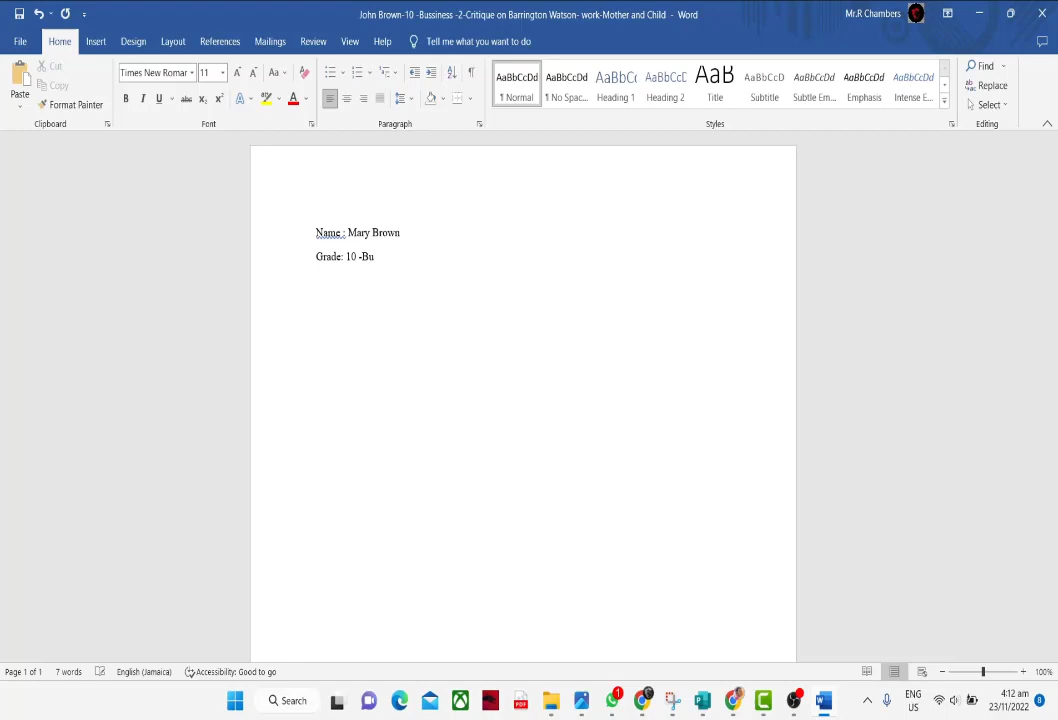 John Brown-10 -Bussiness -2-Critique on Barrington Watson- work-Mother and Child - Word
Mr.R Chambers
File Home Insert Design Layout References Mailings Review View Help Tell me what you want to do
Paste
Cut
Copy
Format Painter
Clipboard
Times New Roman 11
Font
Paragraph
AaBbCcDd AaBbCcDd AaBbCc AaBbCcD AaB AaBbCcD AaBbCcDd AaBbCcDd AaBbCcDd
¶ Normal ¶ No Spac... Heading 1 Heading 2 Title Subtitle Subtle Em... Emphasis Intense E...
Styles
Find
Replace
Select
Editing
Name : Mary Brown
Grade: 10 -Bu
Page 1 of 1 7 words English (Jamaica) Accessibility: Good to go 100%
Search
1
ENG
US
4:12 am
23/11/2022
8